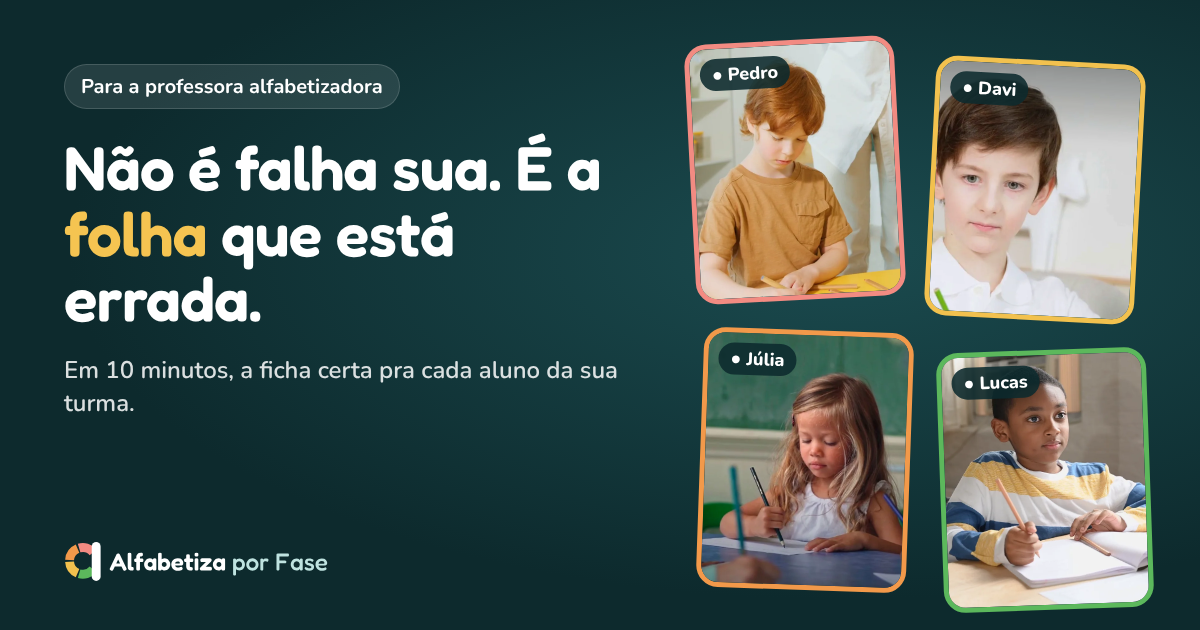 Para a professora alfabetizadora
Não é falha sua. É a
folha que está
errada.
Em 10 minutos, a ficha certa pra cada aluno da sua
turma.
Alfabetiza por Fase
Pedro
Davi
Júlia
Lucas